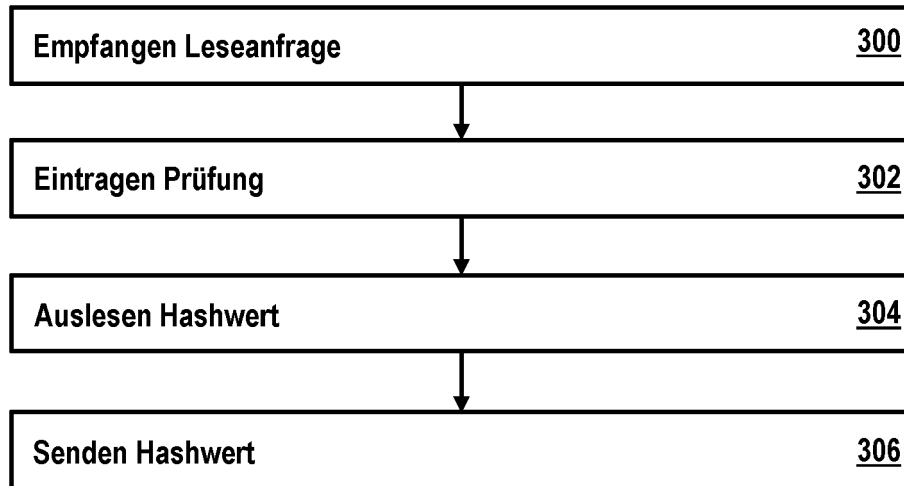 Empfangen Leseanfrage 300
Eintragen Prüfung 302
Auslesen Hashwert 304
Senden Hashwert 306